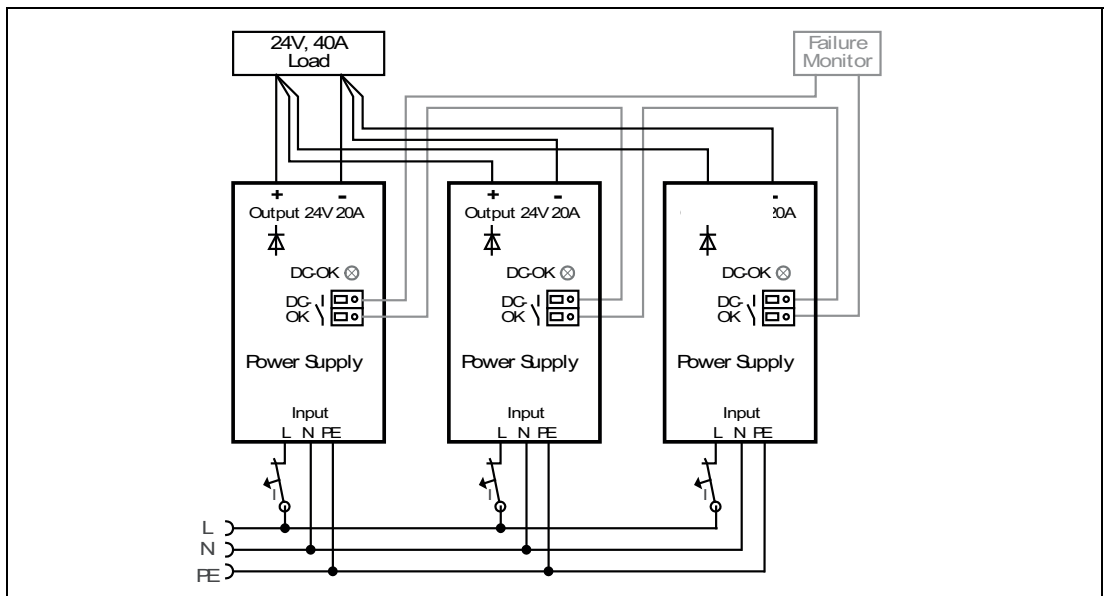 24V, 40A
Load
Failure
Monitor
+ -
Output 24V 20A
DC-OK
DC-
OK
Power Supply
Input
L N PE
+ -
Output 24V 20A
DC-OK
DC-
OK
Power Supply
Input
L N PE
-
20A
DC-OK
DC-
OK
Power Supply
Input
L N PE
I
I
I
L
N
PE